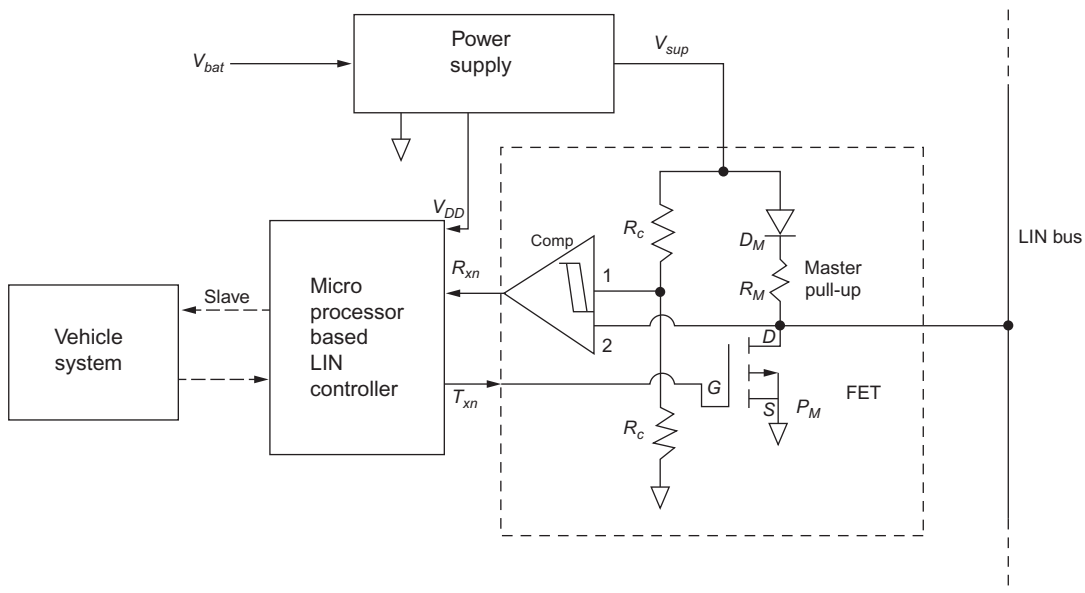 Power
supply
V_bat
V_sup
V_DD
R_c
D_M
R_M
Master
pull-up
LIN bus
Comp
1
2
R_xn
Micro
processor
based
LIN
controller
Slave
Vehicle
system
T_xn
G
D
S
P_M
FET
R_c